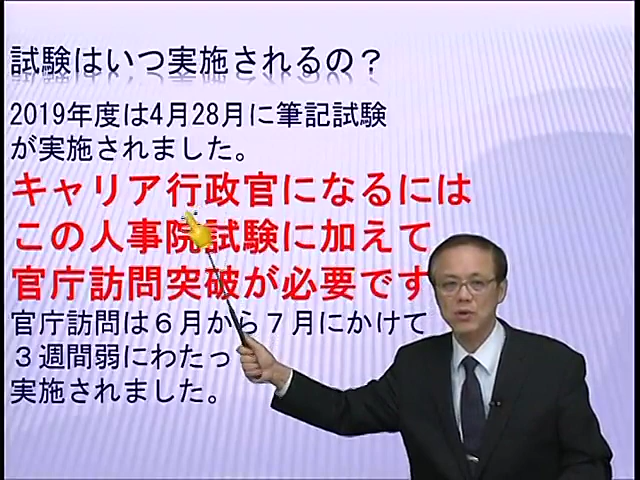 試験はいつ実施されるの？
2019年度は4月28月に筆記試験
が実施されました。
キャリア行政官になるには
この人事院試験に加えて
官庁訪問突破が必要です
官庁訪問は６月から７月にかけて
３週間弱にわたっ
実施されました。